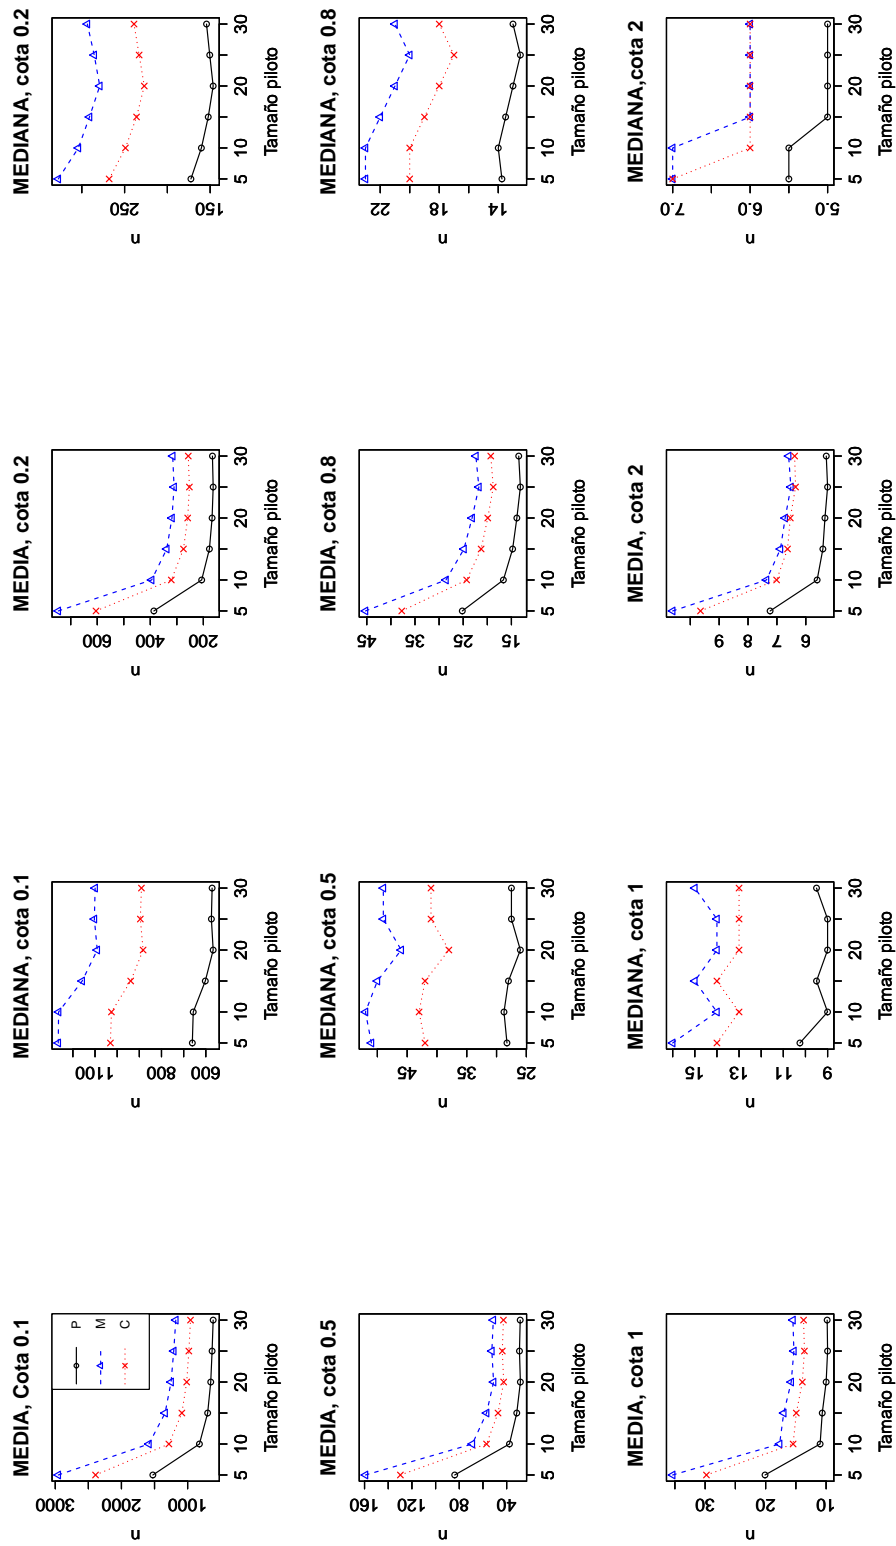 MEDIA, Cota 0.1
P
M
C
n
3000
2000
1000
5 10 20 30
Tamaño piloto
MEDIANA, cota 0.1
n
1100
800
600
5 10 20 30
Tamaño piloto
MEDIA, cota 0.2
n
600
400
200
5 10 20 30
Tamaño piloto
MEDIANA, cota 0.2
n
250
150
5 10 20 30
Tamaño piloto
MEDIA, cota 0.5
n
160
120
80
40
5 10 20 30
Tamaño piloto
MEDIANA, cota 0.5
n
45
35
25
5 10 20 30
Tamaño piloto
MEDIA, cota 0.8
n
45
35
25
15
5 10 20 30
Tamaño piloto
MEDIANA, cota 0.8
n
22
18
14
5 10 20 30
Tamaño piloto
MEDIA, cota 1
n
30
20
10
5 10 20 30
Tamaño piloto
MEDIANA, cota 1
n
15
13
11
9
5 10 20 30
Tamaño piloto
MEDIA, cota 2
n
9
8
7
6
5 10 20 30
Tamaño piloto
MEDIANA,cota 2
n
7.0
6.0
5.0
5 10 20 30
Tamaño piloto